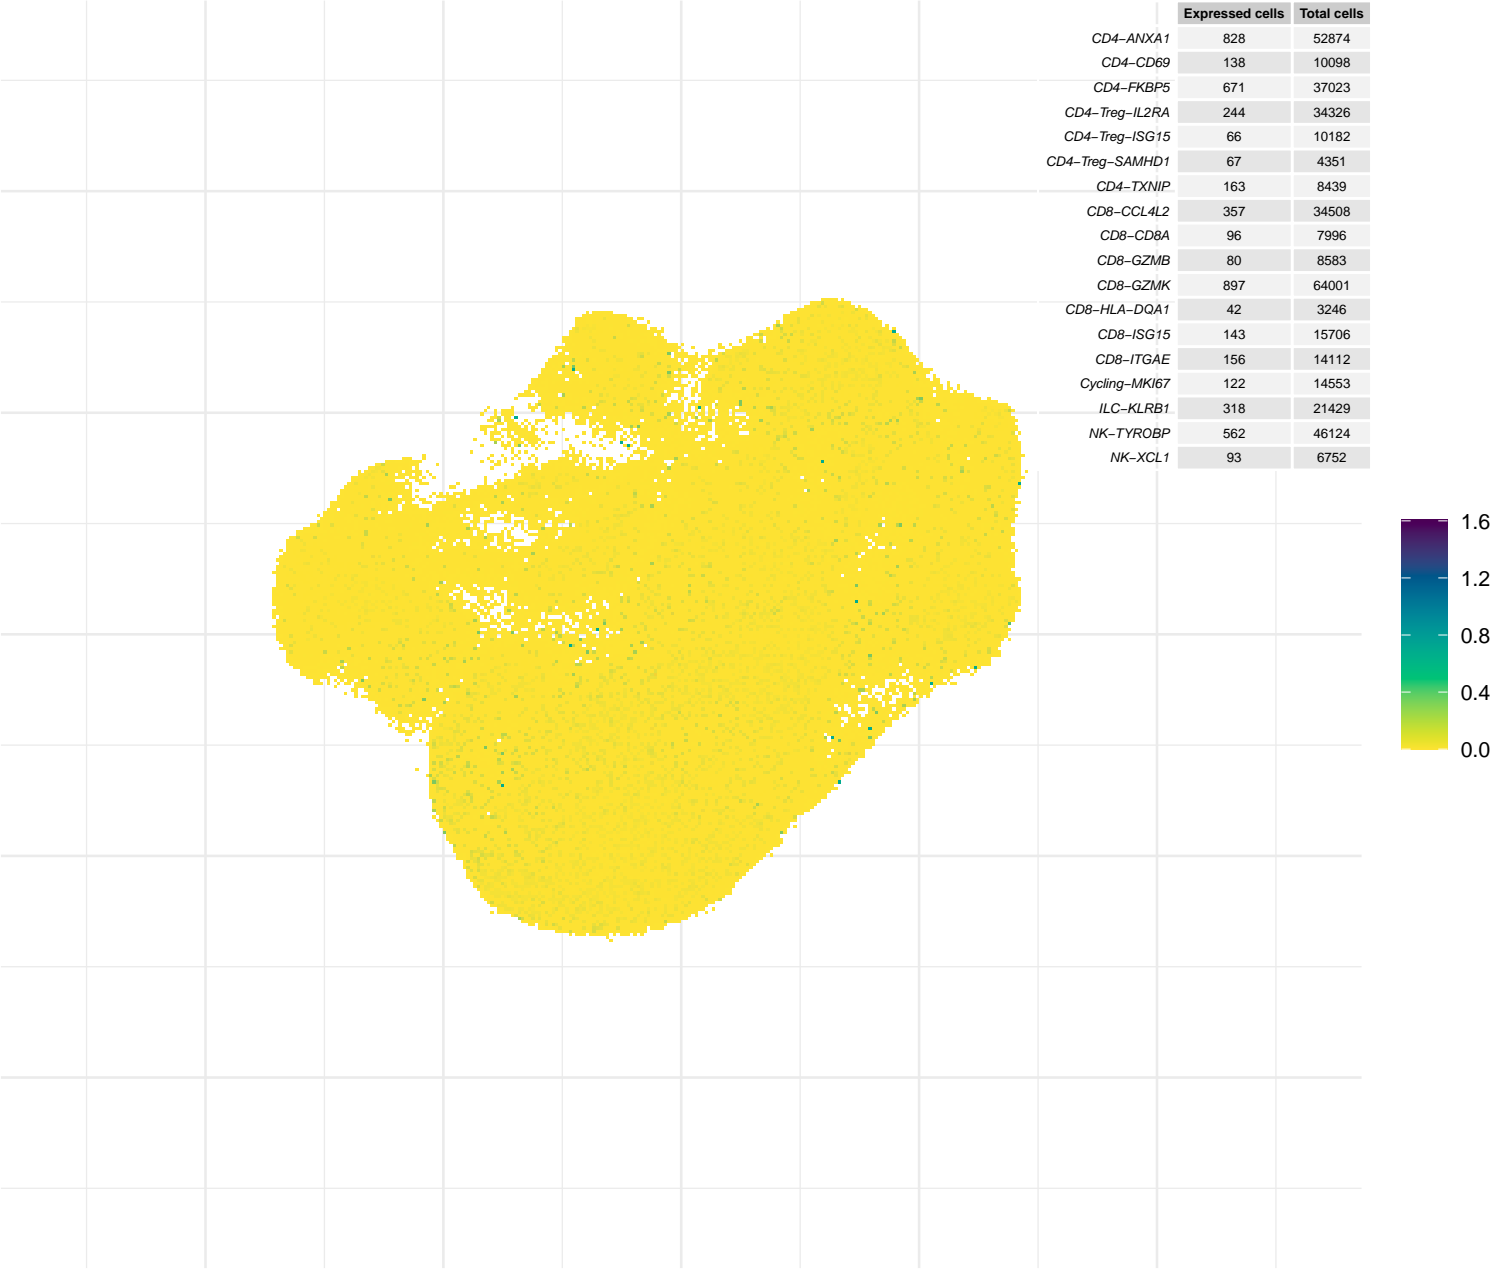 Expressed cells Total cells
CD4−ANXA1 828 52874
CD4−CD69 138 10098
CD4−FKBP5 671 37023
CD4−Treg−IL2RA 244 34326
CD4−Treg−ISG15 66 10182
CD4−Treg−SAMHD1 67 4351
CD4−TXNIP 163 8439
CD8−CCL4L2 357 34508
CD8−CD8A 96 7996
CD8−GZMB 80 8583
CD8−GZMK 897 64001
CD8−HLA−DQA1 42 3246
CD8−ISG15 143 15706
CD8−ITGAE 156 14112
Cycling−MKI67 122 14553
ILC−KLRB1 318 21429
NK−TYROBP 562 46124
NK−XCL1 93 6752
1.6
1.2
0.8
0.4
0.0